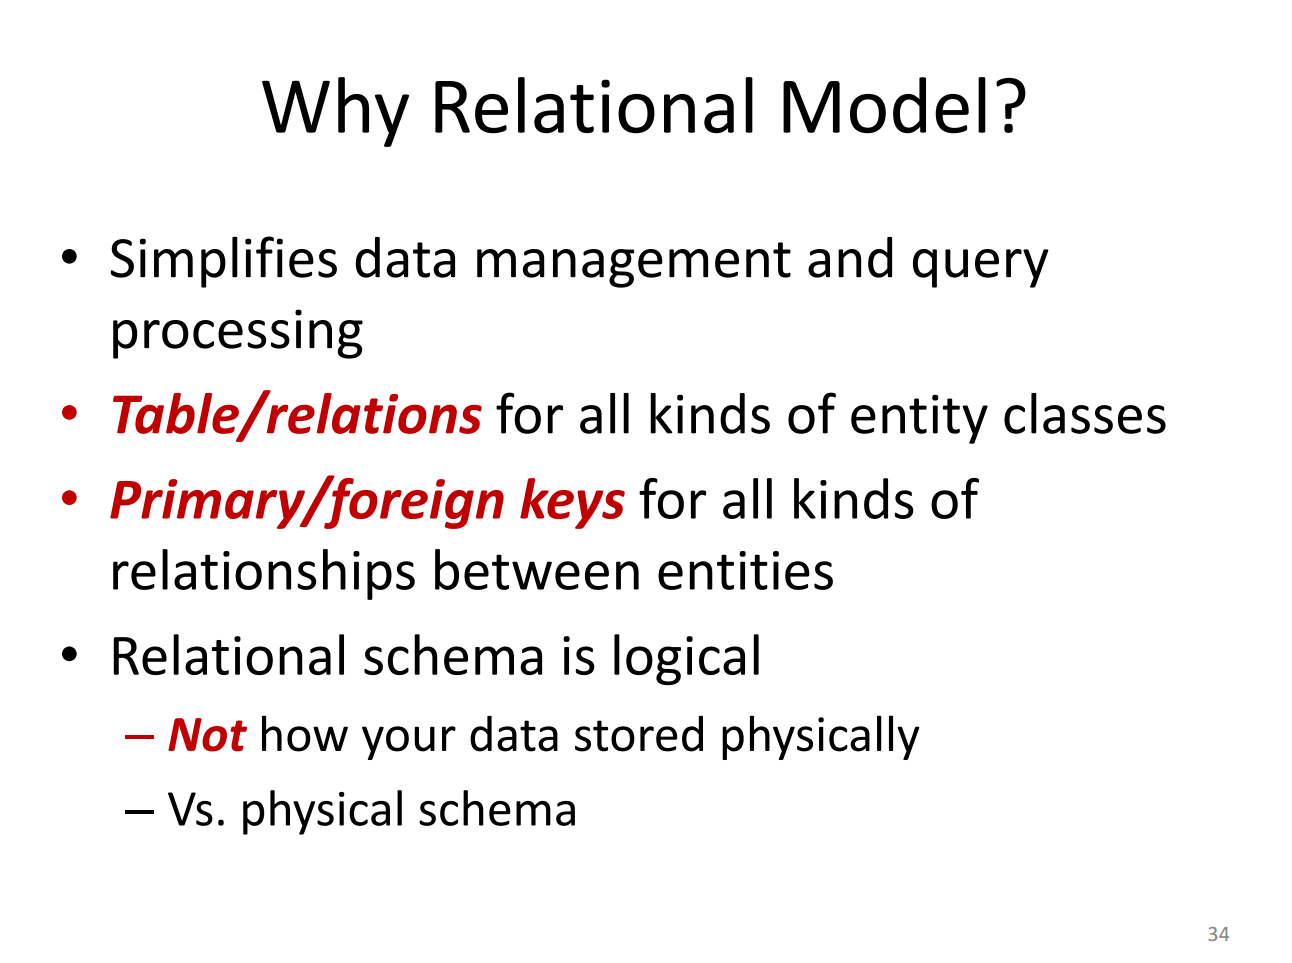 Why Relational Model?
• Simplifies data management and query
processing
• Table/relations for all kinds of entity classes
• Primary/foreign keys for all kinds of
relationships between entities
• Relational schema is logical
– Not how your data stored physically
– Vs. physical schema
34